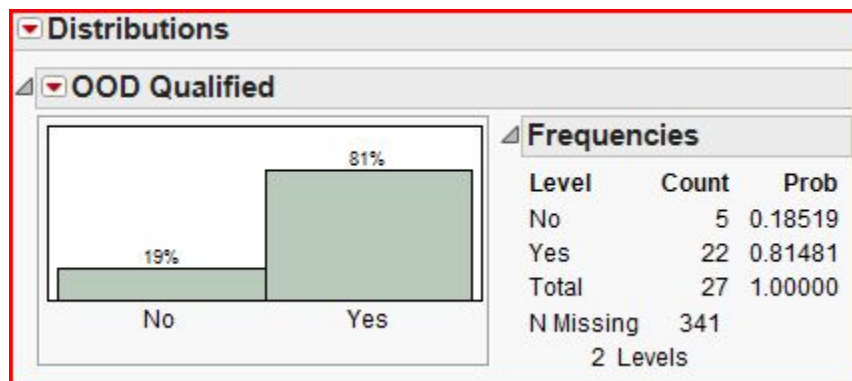 Distributions
OOD Qualified
81%
19%
No Yes
Frequencies
Level Count Prob
No 5 0.18519
Yes 22 0.81481
Total 27 1.00000
N Missing 341
2 Levels